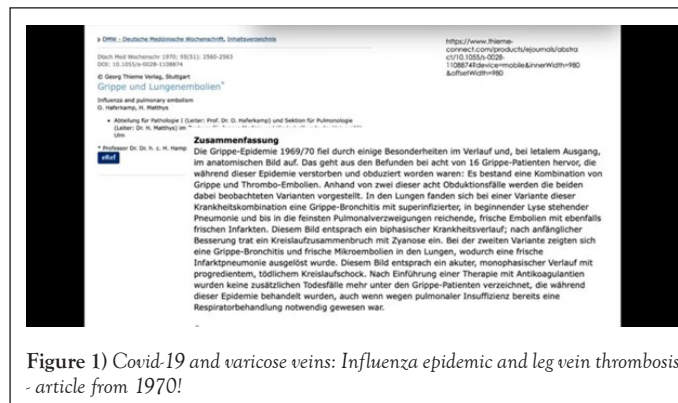 » DMW - Deutsche Medizinische Wochenschrift, Inhaltsverzeichnis
Dtsch Med Wochenschr 1970; 95(51): 2560-2563
DOI: 10.1055/s-0028-1108874
© Georg Thieme Verlag, Stuttgart
Grippe und Lungenembolien*
Influenza and pulmonary embolism
O. Haferkamp, H. Matthys
• Abteilung für Pathologie I (Leiter: Prof. Dr. O. Haferkamp) und Sektion für Pulmonologie
(Leiter: Dr. H. Matthys) im
Ulm
* Professor Dr. Dr. h. c. H. Hamp
eRef
https://www.thieme-
connect.com/products/ejournals/abstra
ct/10.1055/s-0028-
1108874?device=mobile&innerWidth=980
&offsetWidth=980
Zusammenfassung
Die Grippe-Epidemie 1969/70 fiel durch einige Besonderheiten im Verlauf und, bei letalem Ausgang,
im anatomischen Bild auf. Das geht aus den Befunden bei acht von 16 Grippe-Patienten hervor, die
während dieser Epidemie verstorben und obduziert worden waren: Es bestand eine Kombination von
Grippe und Thrombo-Embolien. Anhand von zwei dieser acht Obduktionsfälle werden die beiden
dabei beobachteten Varianten vorgestellt. In den Lungen fanden sich bei einer Variante dieser
Krankheitskombination eine Grippe-Bronchitis mit superinfizierter, in beginnender Lyse stehender
Pneumonie und bis in die feinsten Pulmonalverzweigungen reichende, frische Embolien mit ebenfalls
frischen Infarkten. Diesem Bild entsprach ein biphasischer Krankheitsverlauf; nach anfänglicher
Besserung trat ein Kreislaufzusammenbruch mit Zyanose ein. Bei der zweiten Variante zeigten sich
eine Grippe-Bronchitis und frische Mikroembolien in den Lungen, wodurch eine frische
Infarktpneumonie ausgelöst wurde. Diesem Bild entsprach ein akuter, monophasischer Verlauf mit
progredientem, tödlichem Kreislaufschock. Nach Einführung einer Therapie mit Antikoagulantien
wurden keine zusätzlichen Todesfälle mehr unter den Grippe-Patienten verzeichnet, die während
dieser Epidemie behandelt wurden, auch wenn wegen pulmonaler Insuffizienz bereits eine
Respiratorbehandlung notwendig gewesen war.
Figure 1) Covid-19 and varicose veins: Influenza epidemic and leg vein thrombosis
- article from 1970!